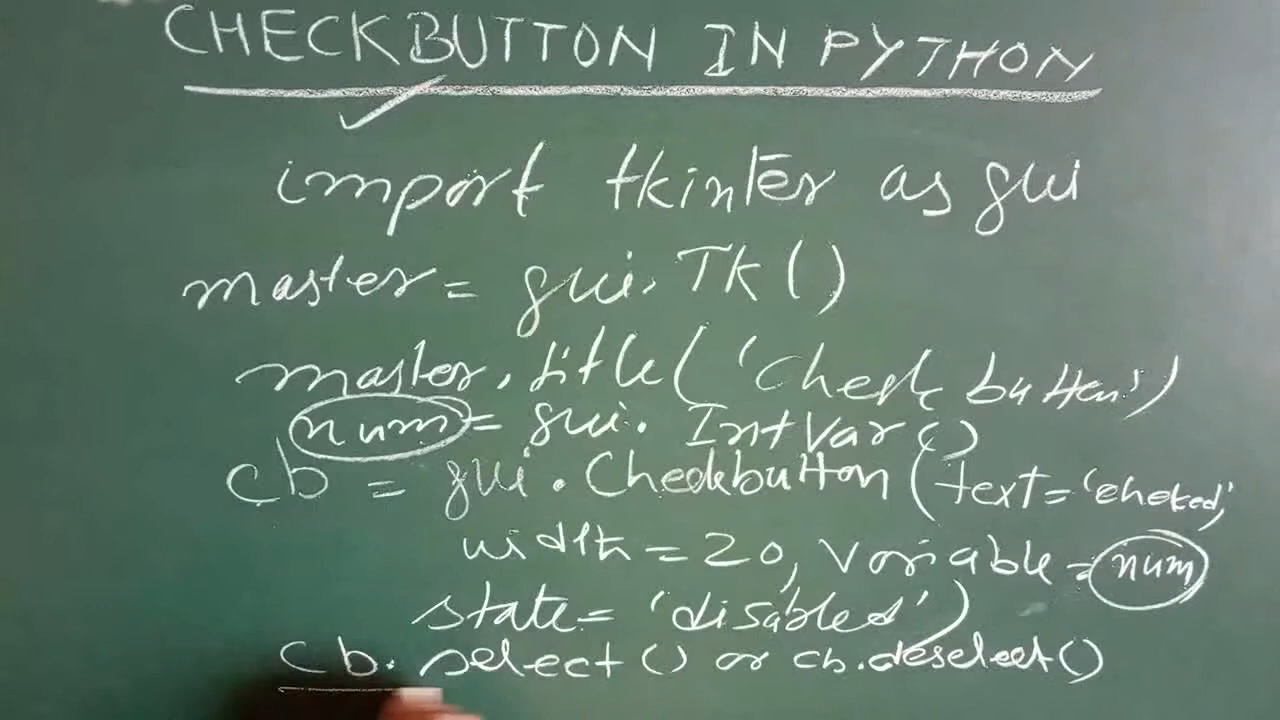 CHECKBUTTON IN PYTHON
import tkinter as gui
master = gui.Tk()
master.title('Check button')
num = gui.IntVar()
cb = gui.Checkbutton(text='cheked',
width=20, variable=num
state='disabled')
cb.select() or cb.deselect()